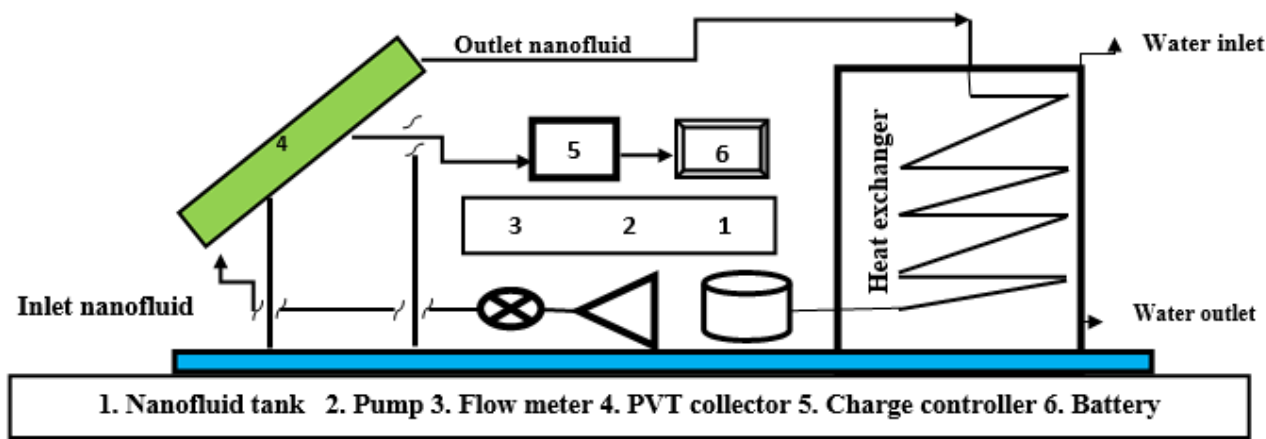 Outlet nanofluid
Water inlet
4
5
6
Heat exchanger
3 2 1
Inlet nanofluid
Water outlet
1. Nanofluid tank 2. Pump 3. Flow meter 4. PVT collector 5. Charge controller 6. Battery